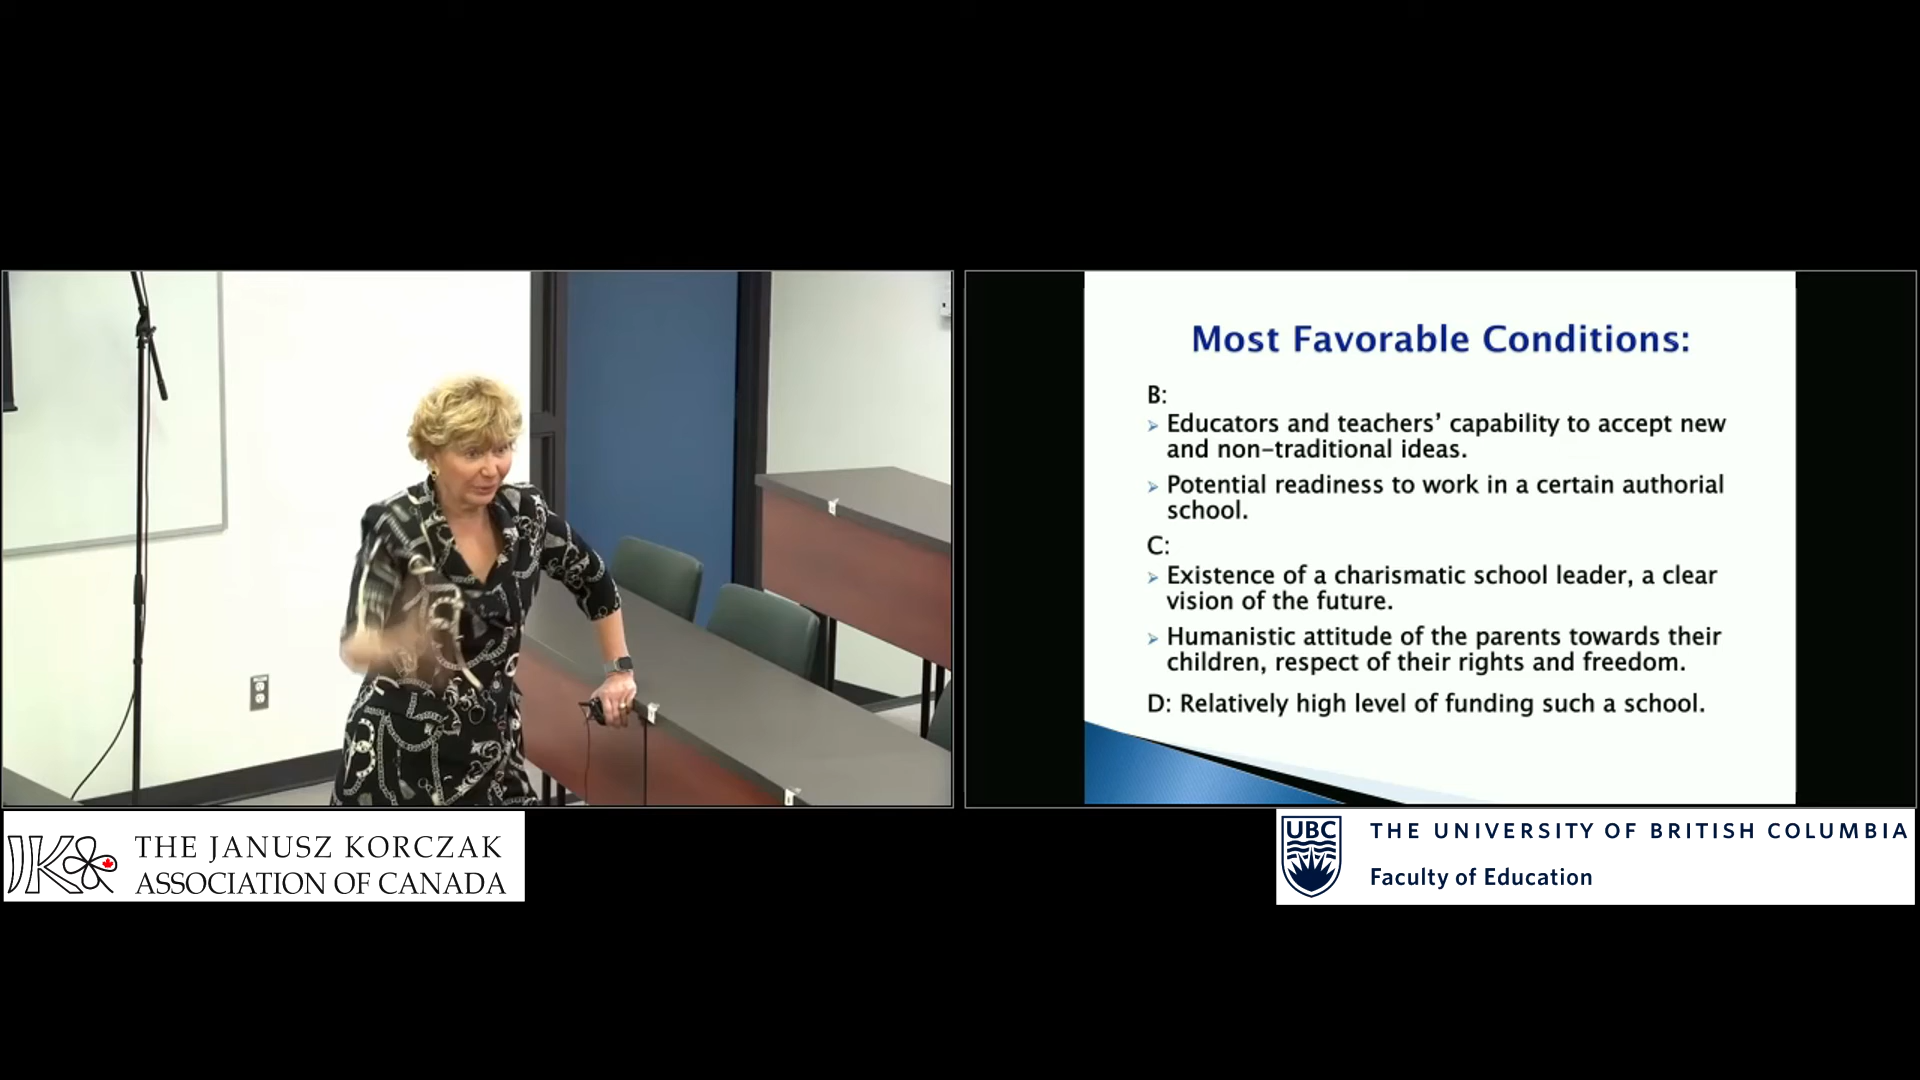 Most Favorable Conditions:
B:
➢ Educators and teachers’ capability to accept new
and non-traditional ideas.
➢ Potential readiness to work in a certain authorial
school.
C:
➢ Existence of a charismatic school leader, a clear
vision of the future.
➢ Humanistic attitude of the parents towards their
children, respect of their rights and freedom.
D: Relatively high level of funding such a school.
JK
THE JANUSZ KORCZAK
ASSOCIATION OF CANADA
UBC
THE UNIVERSITY OF BRITISH COLUMBIA
Faculty of Education